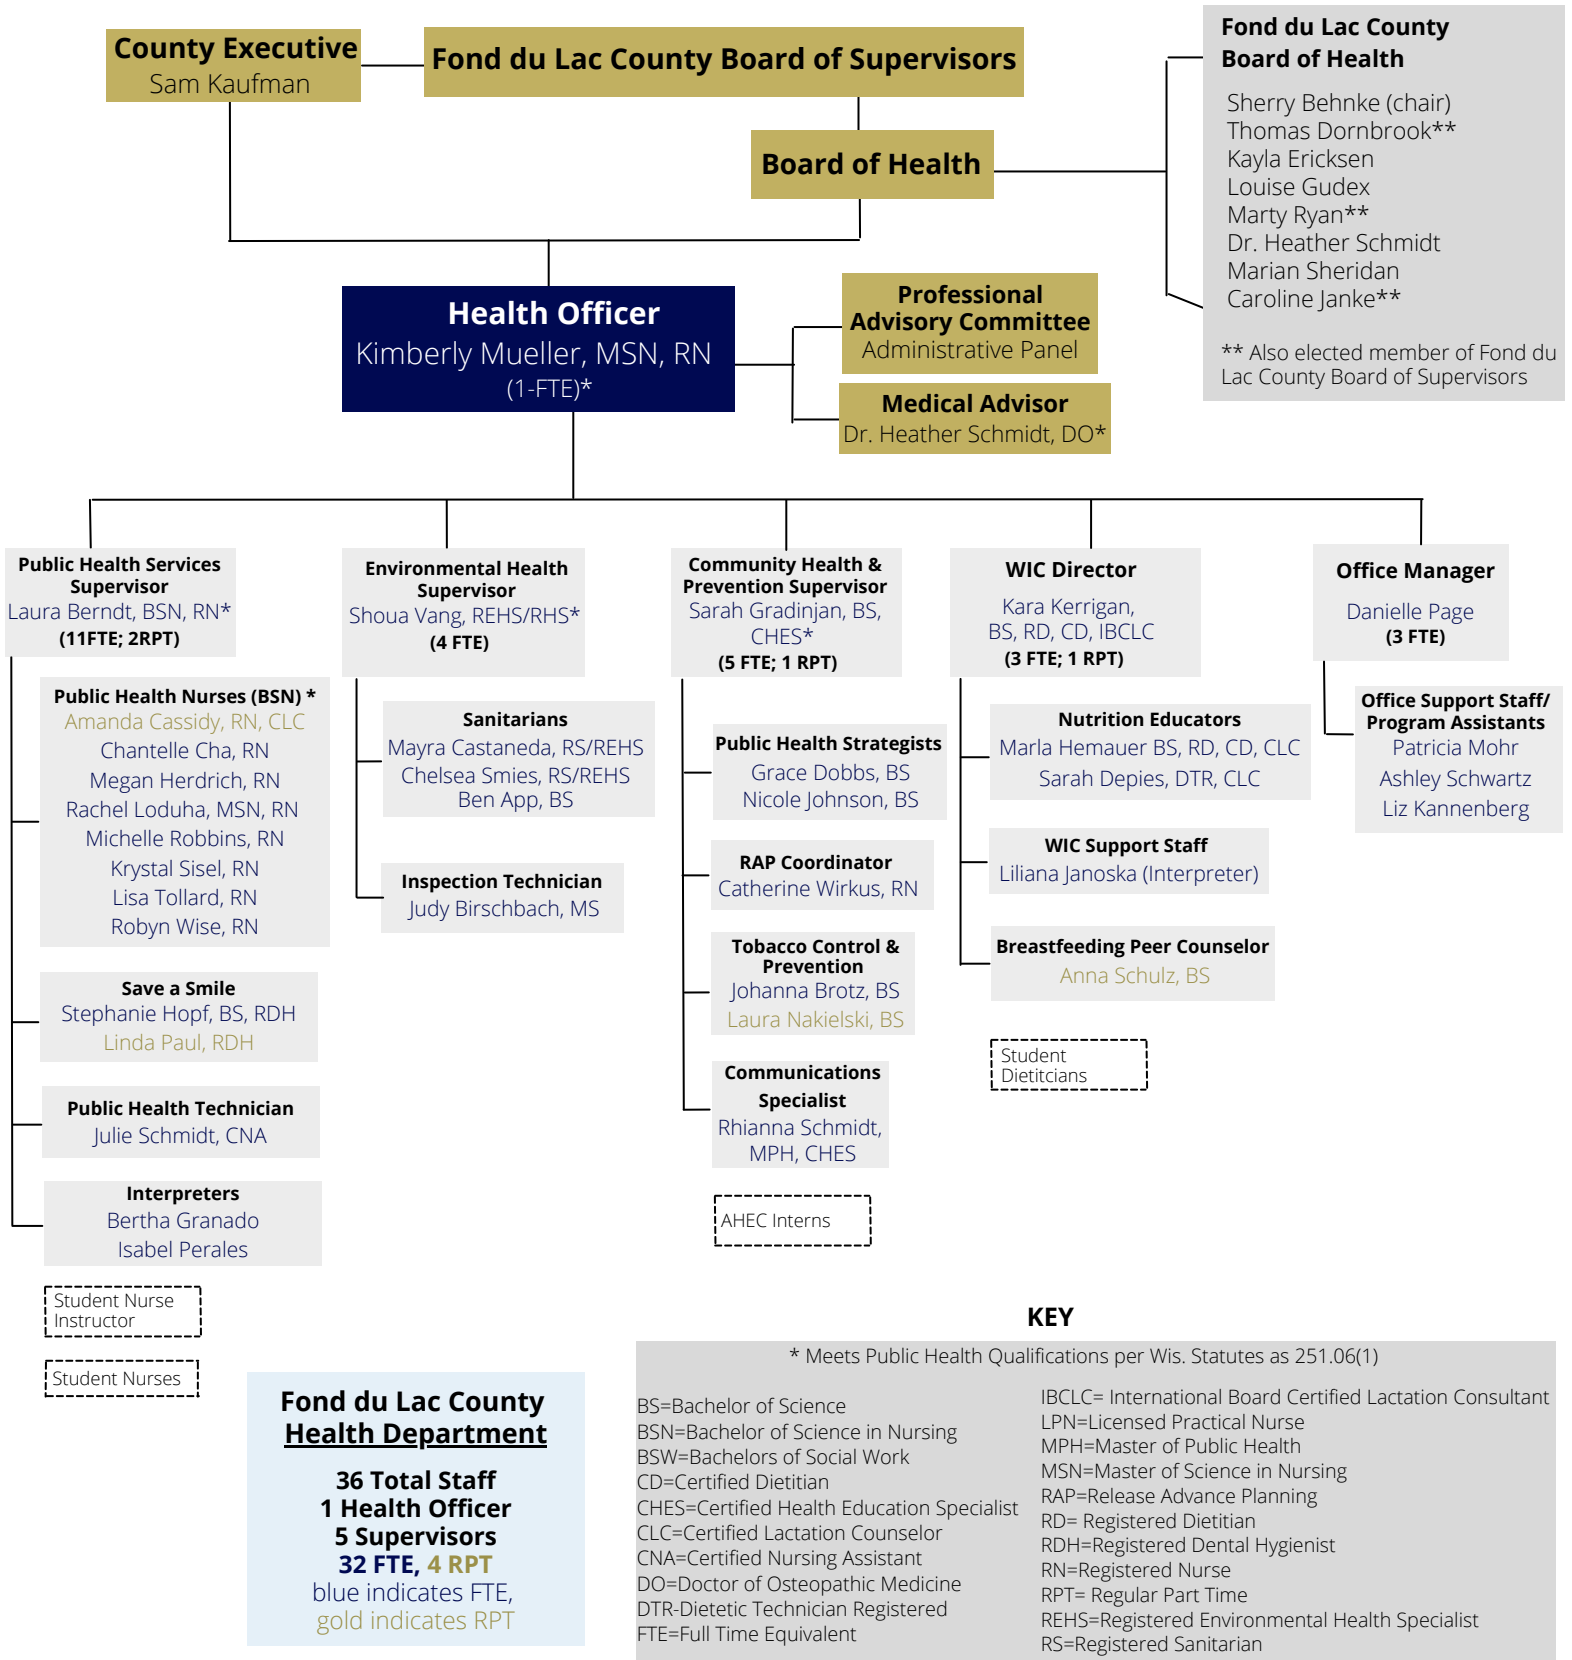 County Executive
Sam Kaufman
Fond du Lac County Board of Supervisors
Board of Health
Fond du Lac County
Board of Health
Sherry Behnke (chair)
Thomas Dornbrook**
Kayla Ericksen
Louise Gudex
Marty Ryan**
Dr. Heather Schmidt
Marian Sheridan
Caroline Janke**
** Also elected member of Fond du
Lac County Board of Supervisors
Health Officer
Kimberly Mueller, MSN, RN
(1-FTE)*
Professional
Advisory Committee
Administrative Panel
Medical Advisor
Dr. Heather Schmidt, DO*
Public Health Services
Supervisor
Laura Berndt, BSN, RN*
(11FTE; 2RPT)
Public Health Nurses (BSN) *
Amanda Cassidy, RN, CLC
Chantelle Cha, RN
Megan Herdrich, RN
Rachel Loduha, MSN, RN
Michelle Robbins, RN
Krystal Sisel, RN
Lisa Tollard, RN
Robyn Wise, RN
Save a Smile
Stephanie Hopf, BS, RDH
Linda Paul, RDH
Public Health Technician
Julie Schmidt, CNA
Interpreters
Bertha Granado
Isabel Perales
Student Nurse
Instructor
Student Nurses
Environmental Health
Supervisor
Shoua Vang, REHS/RHS*
(4 FTE)
Sanitarians
Mayra Castaneda, RS/REHS
Chelsea Smies, RS/REHS
Ben App, BS
Inspection Technician
Judy Birschbach, MS
Community Health &
Prevention Supervisor
Sarah Gradinjan, BS,
CHES*
(5 FTE; 1 RPT)
Public Health Strategists
Grace Dobbs, BS
Nicole Johnson, BS
RAP Coordinator
Catherine Wirkus, RN
Tobacco Control &
Prevention
Johanna Brotz, BS
Laura Nakielski, BS
Communications
Specialist
Rhianna Schmidt,
MPH, CHES
AHEC Interns
WIC Director
Kara Kerrigan,
BS, RD, CD, IBCLC
(3 FTE; 1 RPT)
Nutrition Educators
Marla Hemauer BS, RD, CD, CLC
Sarah Depies, DTR, CLC
WIC Support Staff
Liliana Janoska (Interpreter)
Breastfeeding Peer Counselor
Anna Schulz, BS
Student
Dietitcians
Office Manager
Danielle Page
(3 FTE)
Office Support Staff/
Program Assistants
Patricia Mohr
Ashley Schwartz
Liz Kannenberg
Fond du Lac County
Health Department
36 Total Staff
1 Health Officer
5 Supervisors
32 FTE, 4 RPT
blue indicates FTE,
gold indicates RPT
KEY
* Meets Public Health Qualifications per Wis. Statutes as 251.06(1)
BS=Bachelor of Science
BSN=Bachelor of Science in Nursing
BSW=Bachelors of Social Work
CD=Certified Dietitian
CHES=Certified Health Education Specialist
CLC=Certified Lactation Counselor
CNA=Certified Nursing Assistant
DO=Doctor of Osteopathic Medicine
DTR-Dietetic Technician Registered
FTE=Full Time Equivalent
IBCLC= International Board Certified Lactation Consultant
LPN=Licensed Practical Nurse
MPH=Master of Public Health
MSN=Master of Science in Nursing
RAP=Release Advance Planning
RD= Registered Dietitian
RDH=Registered Dental Hygienist
RN=Registered Nurse
RPT= Regular Part Time
REHS=Registered Environmental Health Specialist
RS=Registered Sanitarian